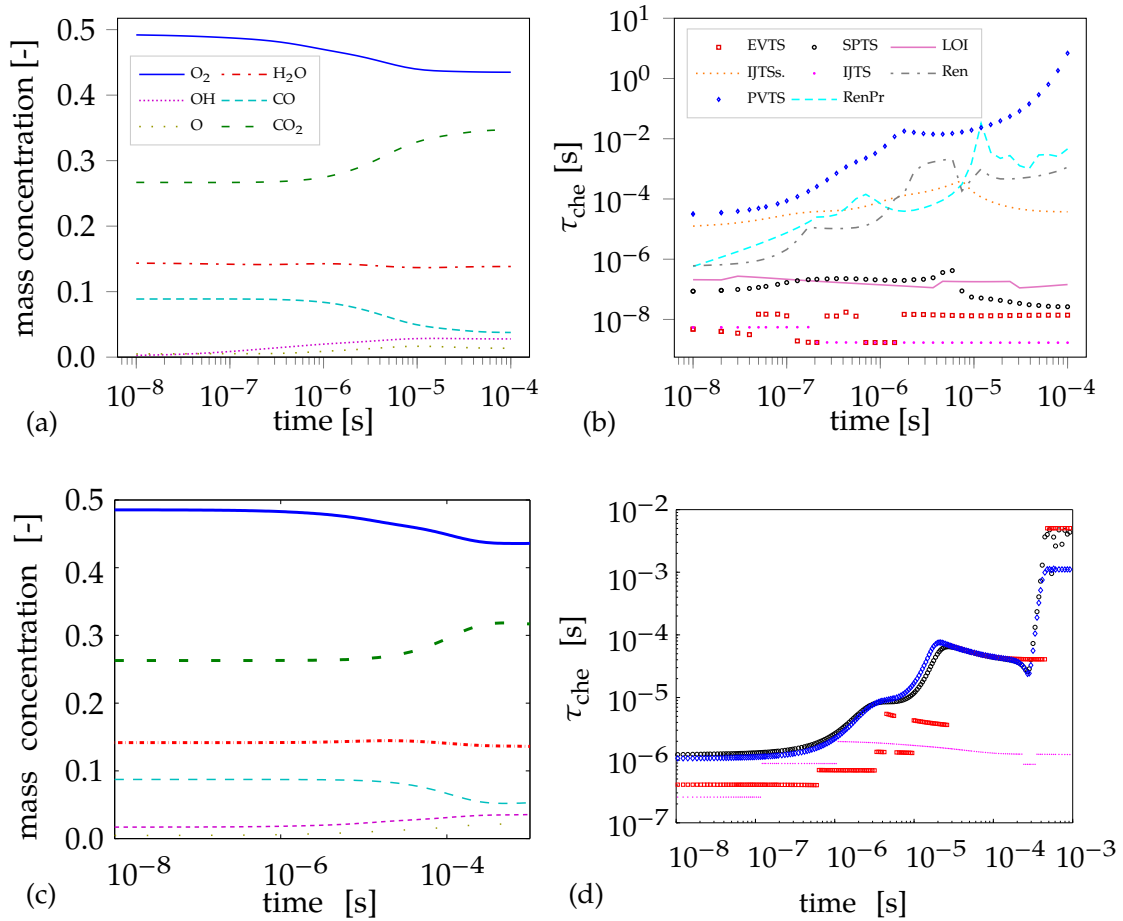 0.5
0.4
0.3
0.2
0.1
0.0
mass concentration [-]
O₂
H₂O
OH
CO
O
CO₂
10⁻⁸
10⁻⁷
10⁻⁶
10⁻⁵
10⁻⁴
time [s]
(a)
10¹
10⁰
10⁻²
10⁻⁴
10⁻⁶
10⁻⁸
τche [s]
EVTS
SPTS
LOI
IJTSs.
IJTS
Ren
PVTS
RenPr
10⁻⁸
10⁻⁷
10⁻⁶
10⁻⁵
10⁻⁴
time [s]
(b)
0.5
0.4
0.3
0.2
0.1
0.0
mass concentration [-]
10⁻⁸
10⁻⁶
10⁻⁴
time [s]
(c)
10⁻²
10⁻³
10⁻⁴
10⁻⁵
10⁻⁶
10⁻⁷
τche [s]
10⁻⁸
10⁻⁷
10⁻⁶
10⁻⁵
10⁻⁴
10⁻³
time [s]
(d)